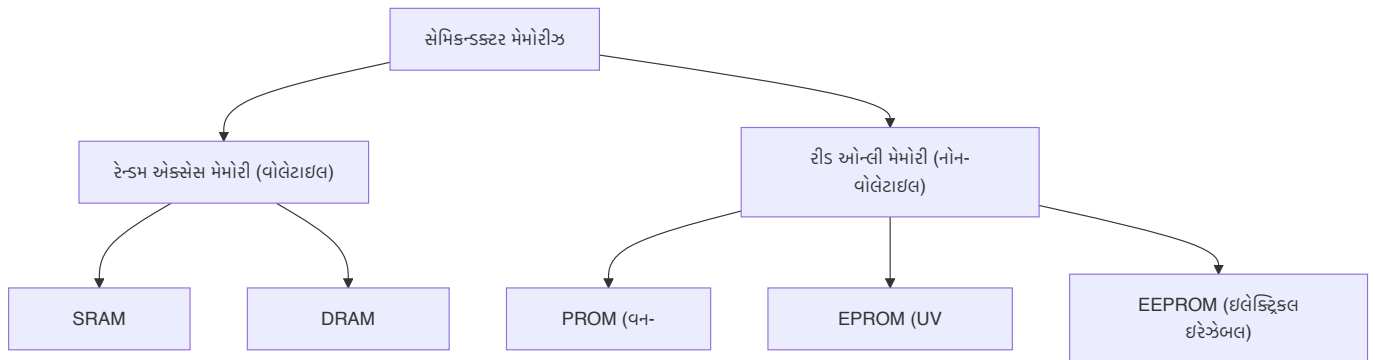 સેમિકન્ડક્ટર મેમોરીઝ
રેન્ડમ એક્સેસ મેમોરી (વોલેટાઇલ)
રીડ ઓન્લી મેમોરી (નોન-
વોલેટાઇલ)
SRAM
DRAM
PROM (વન-
EPROM (UV
EEPROM (ઇલેક્ટ્રિકલ
ઇરેઝેબલ)